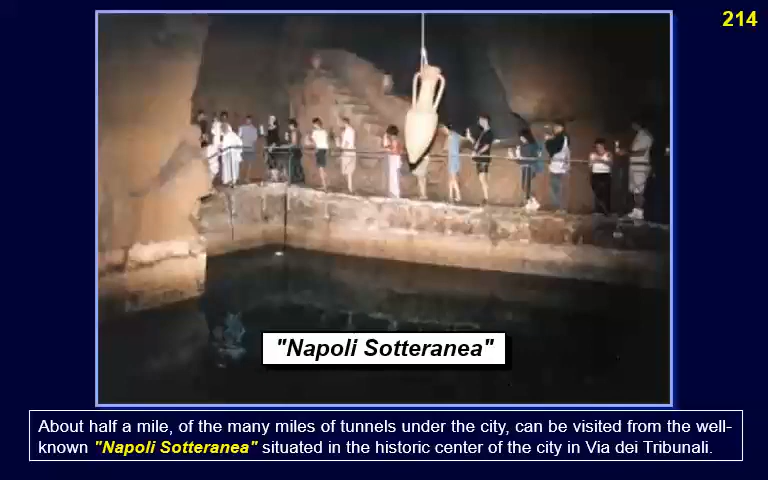 214
"Napoli Sotteranea"
About half a mile, of the many miles of tunnels under the city, can be visited from the well-
known "Napoli Sotteranea" situated in the historic center of the city in Via dei Tribunali.